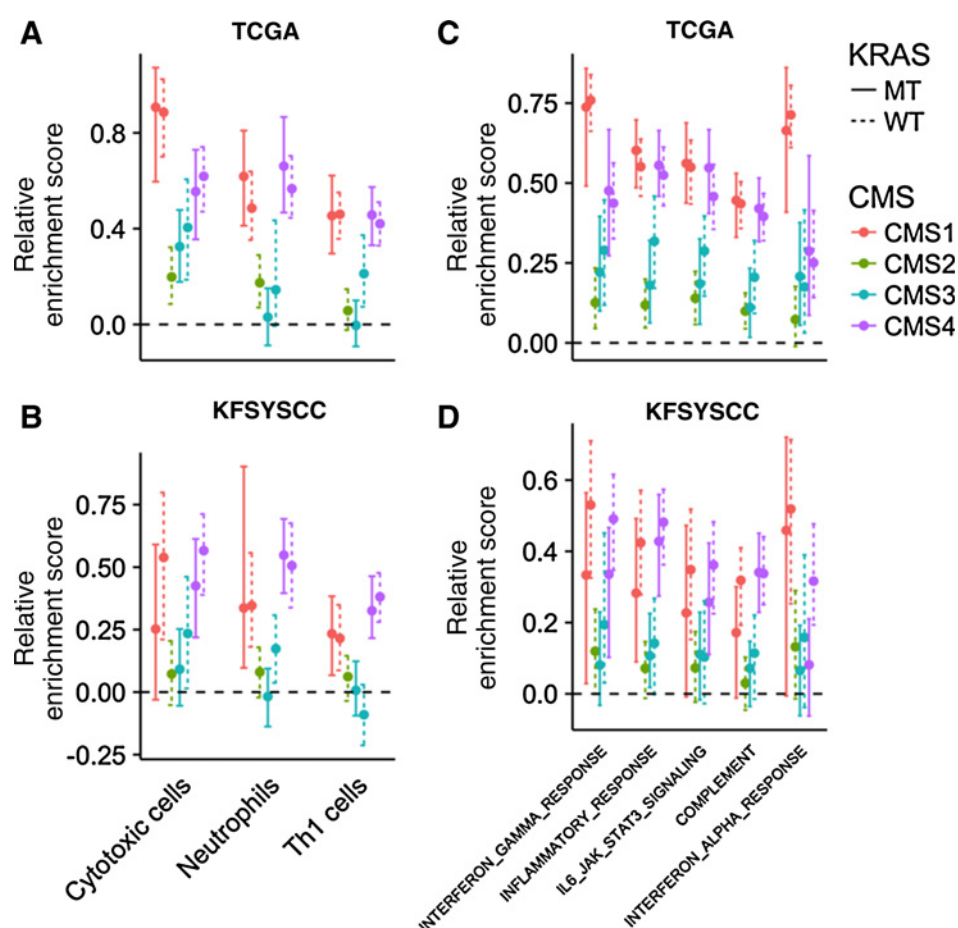 A
TCGA
Relative
enrichment score
0.8
0.4
0.0
C
TCGA
Relative
enrichment score
0.75
0.50
0.25
0.00
KRAS
MT
WT
CMS
CMS1
CMS2
CMS3
CMS4
B
KFSYSCC
Relative
enrichment score
0.75
0.50
0.25
0.00
-0.25
Cytotoxic cells
Neutrophils
Th1 cells
D
KFSYSCC
Relative
enrichment score
0.6
0.4
0.2
0.0
INTERFERON_GAMMA_RESPONSE
INFLAMMATORY_RESPONSE
IL6_JAK_STAT3_SIGNALING
COMPLEMENT
INTERFERON_ALPHA_RESPONSE